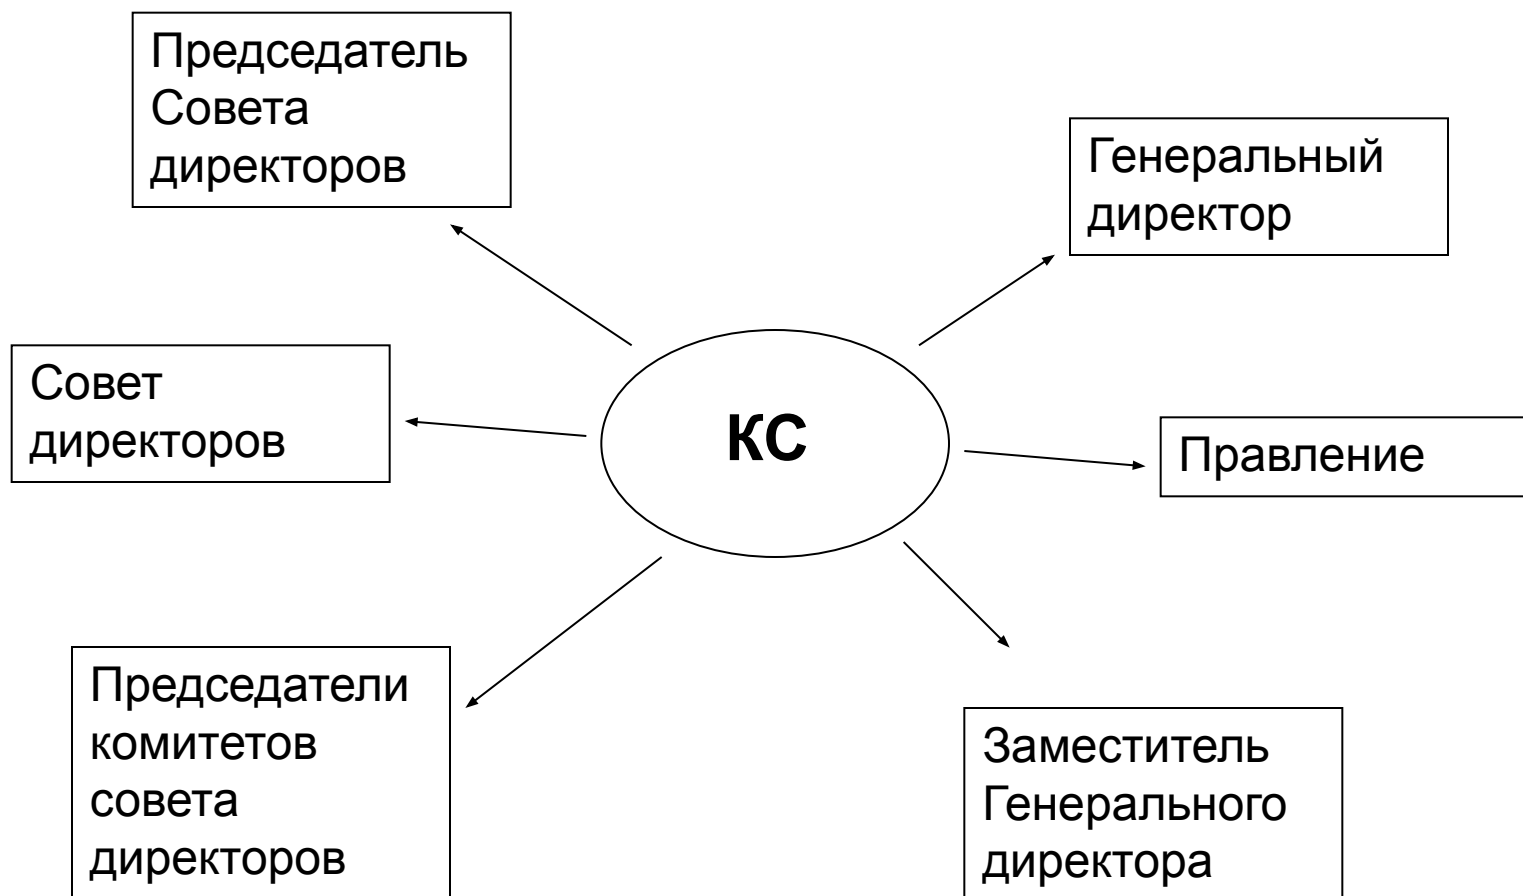 Председатель
Совета
директоров
Генеральный
директор
Совет
директоров
КС
Правление
Председатели
комитетов
совета
директоров
Заместитель
Генерального
директора